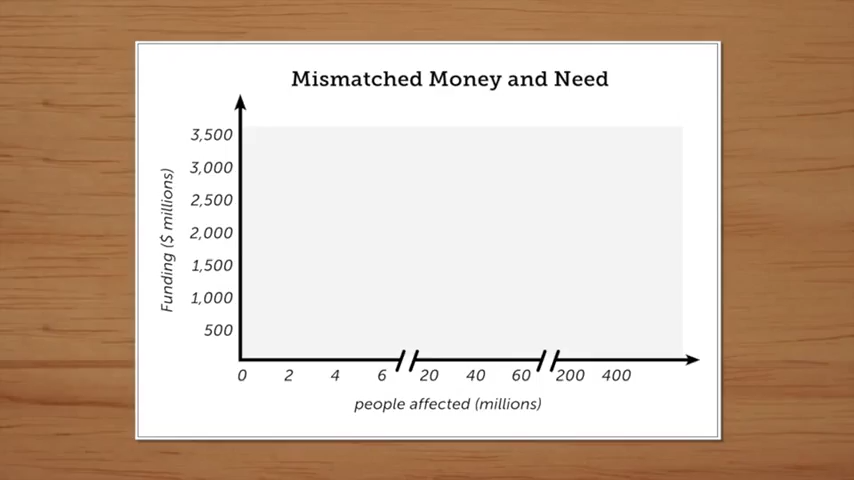 Mismatched Money and Need
3,500
3,000
2,500
2,000
1,500
1,000
500
Funding ($ millions)
0 2 4 6 20 40 60 200 400
people affected (millions)